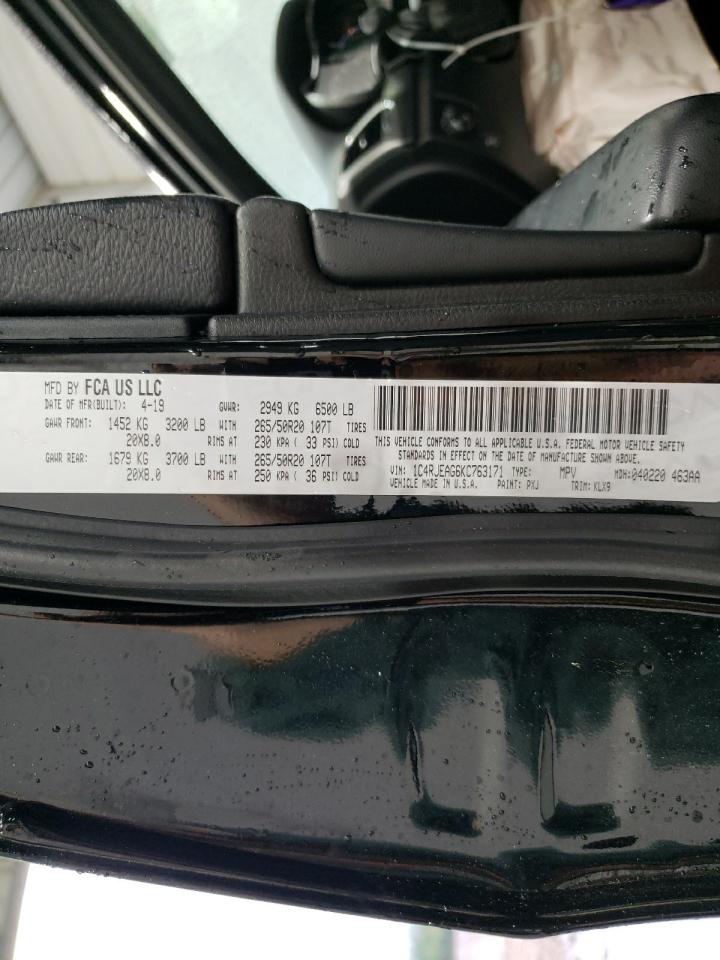 MFD BY FCA US LLC
DATE OF MFR(BUILT): 4-19 GVWR: 2949 KG 6500 LB
GAWR FRONT: 1452 KG 3200 LB WITH 265/50R20 107T TIRES
20X8.0 RIMS AT 230 KPA ( 33 PSI) COLD
GAWR REAR: 1679 KG 3700 LB WITH 265/50R20 107T TIRES
20X8.0 RIMS AT 250 KPA ( 36 PSI) COLD
THIS VEHICLE CONFORMS TO ALL APPLICABLE U.S.A. FEDERAL MOTOR VEHICLE SAFETY
STANDARDS IN EFFECT ON THE DATE OF MANUFACTURE SHOWN ABOVE.
VIN: 1C4RJEAG6KC763171 TYPE: MPV MDH:040220 463AA
VEHICLE MADE IN U.S.A. PAINT: PXJ TRIM: KLX9